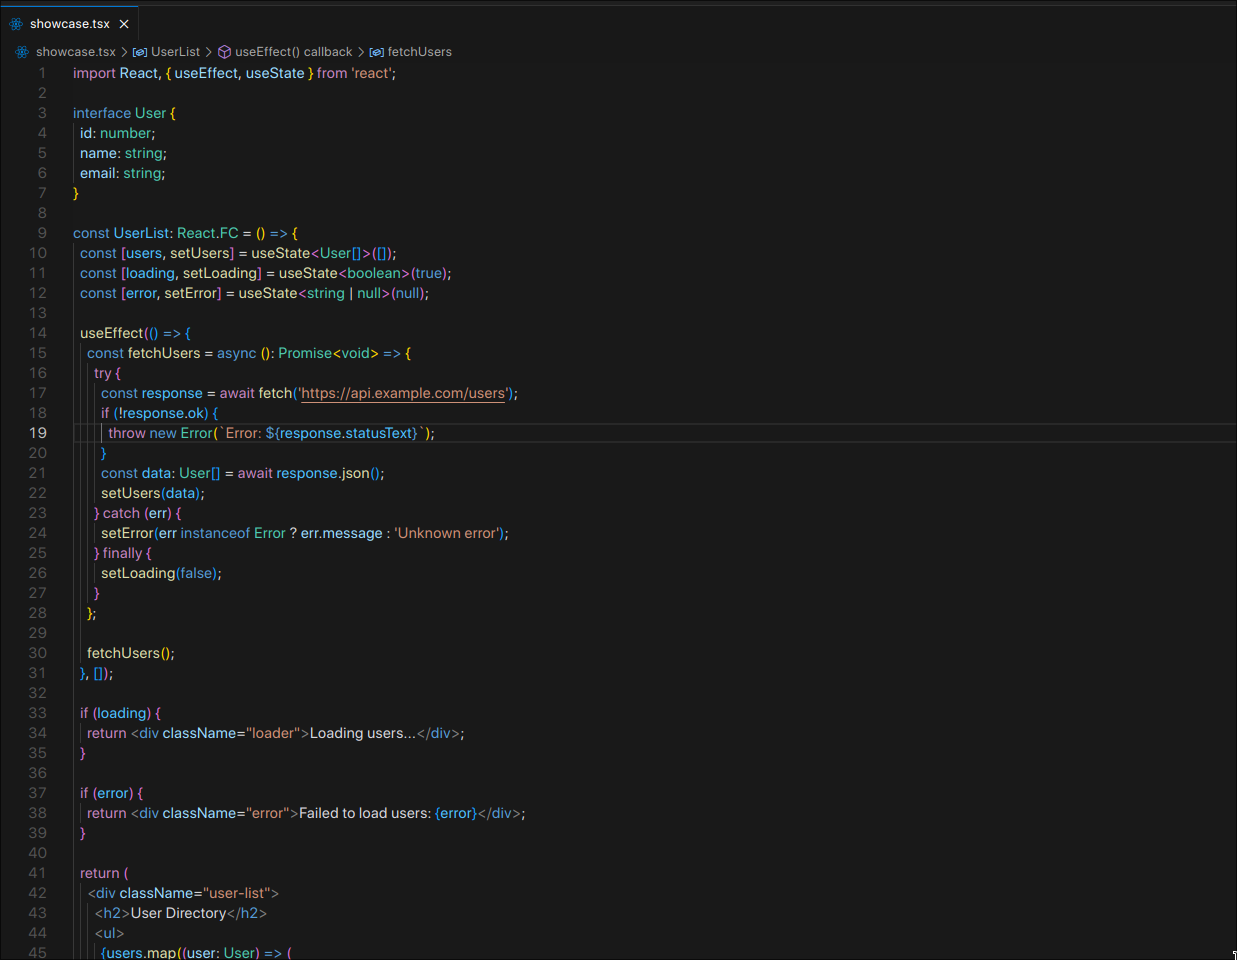 showcase.tsx
showcase.tsx > UserList > useEffect() callback > fetchUsers
1 import React, { useEffect, useState } from 'react';
2
3 interface User {
4 id: number;
5 name: string;
6 email: string;
7 }
8
9 const UserList: React.FC = () => {
10 const [users, setUsers] = useState<User[]>([]);
11 const [loading, setLoading] = useState<boolean>(true);
12 const [error, setError] = useState<string | null>(null);
13
14 useEffect(() => {
15 const fetchUsers = async (): Promise<void> => {
16 try {
17 const response = await fetch('https://api.example.com/users');
18 if (!response.ok) {
19 throw new Error(`Error: ${response.statusText}`);
20 }
21 const data: User[] = await response.json();
22 setUsers(data);
23 } catch (err) {
24 setError(err instanceof Error ? err.message : 'Unknown error');
25 } finally {
26 setLoading(false);
27 }
28 };
29
30 fetchUsers();
31 }, []);
32
33 if (loading) {
34 return <div className="loader">Loading users...</div>;
35 }
36
37 if (error) {
38 return <div className="error">Failed to load users: {error}</div>;
39 }
40
41 return (
42 <div className="user-list">
43 <h2>User Directory</h2>
44 <ul>
45 {users.map((user: User) => (